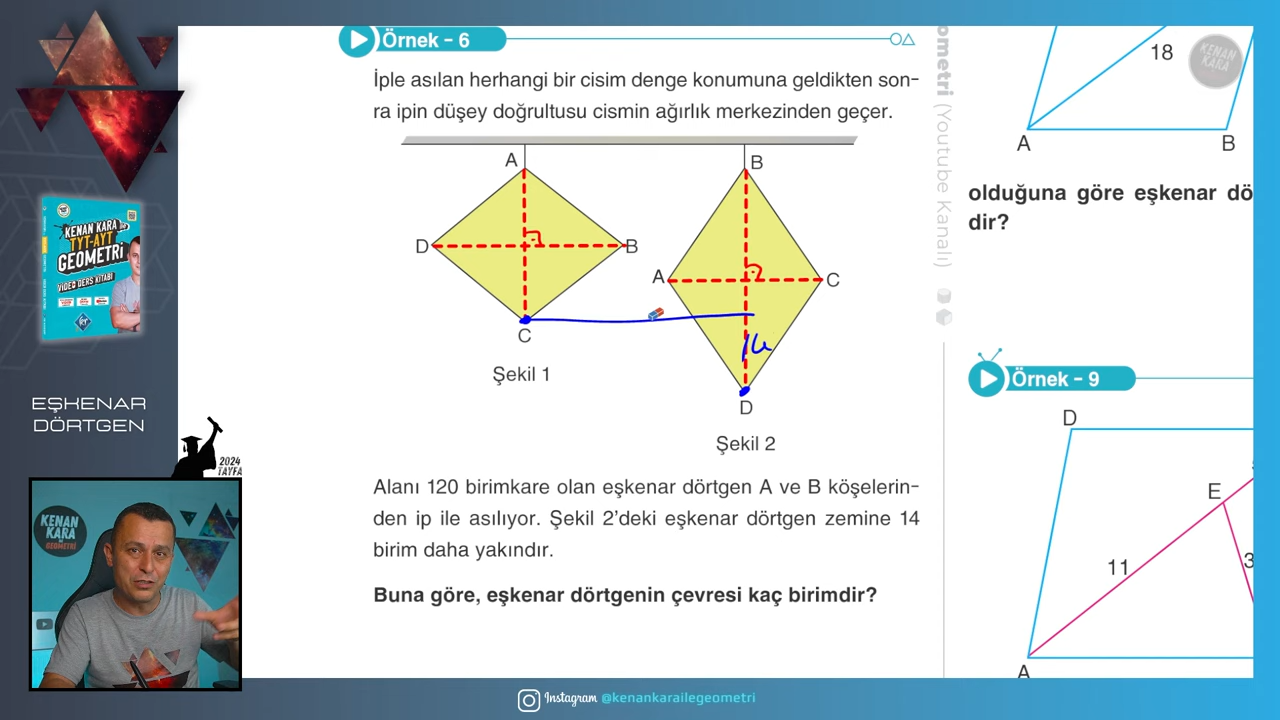 Örnek - 6
İple asılan herhangi bir cisim denge konumuna geldikten son-
ra ipin düşey doğrultusu cismin ağırlık merkezinden geçer.
A
D
B
C
Şekil 1
B
A
C
14
D
Şekil 2
Alanı 120 birimkare olan eşkenar dörtgen A ve B köşelerin-
den ip ile asılıyor. Şekil 2'deki eşkenar dörtgen zemine 14
birim daha yakındır.
Buna göre, eşkenar dörtgenin çevresi kaç birimdir?
ometri (Youtube Kanalı)
18
A
B
KENAN
KARA
olduğuna göre eşkenar dö
dir?
Örnek - 9
D
E
11
3
A
KENAN KARA
TYT-AYT
GEOMETRİ
VİDEO DERS KİTABI
EŞKENAR
DÖRTGEN
2024
TAYFA
KENAN
KARA
ile
GEOMETRİ
Instagram @kenankarailegeometri